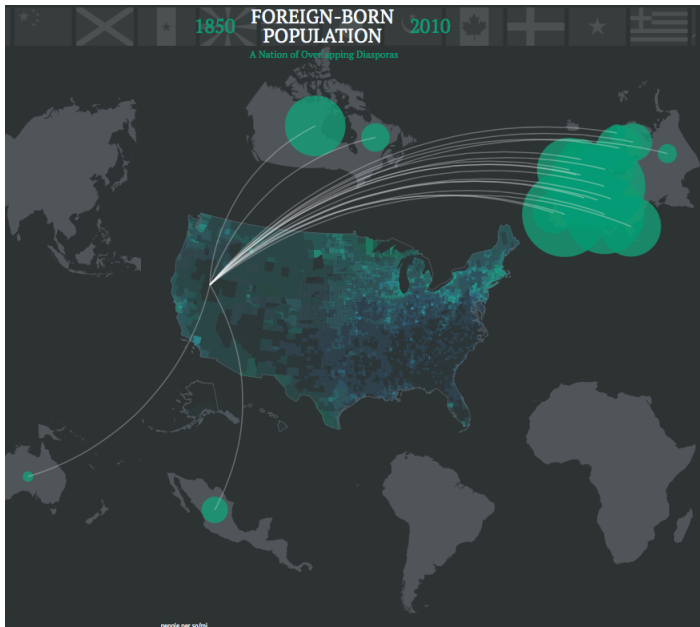 1850 FOREIGN-BORN 2010
POPULATION
A Nation of Overlapping Diasporas
people per sq/mi